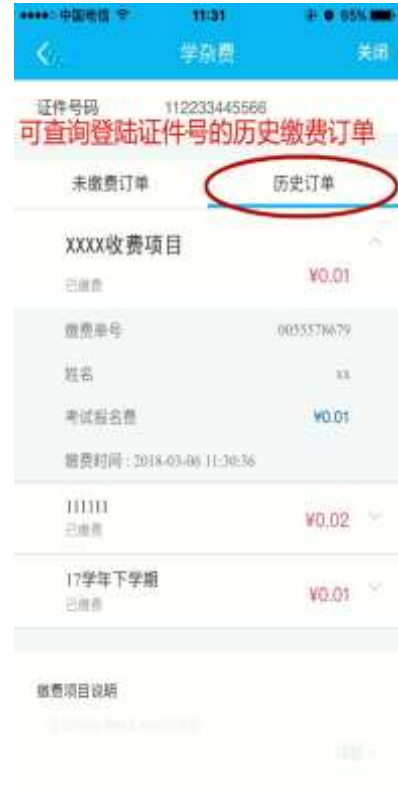 中国电信 11:31 65%
学杂费 关闭
证件号码 112233445566
可查询登陆证件号的历史缴费订单
未缴费订单 历史订单
XXXX收费项目
已缴费 ¥0.01
缴费单号 0055578679
姓名 xx
考试报名费 ¥0.01
缴费时间：2018-03-06 11:30:36
111111
已缴费 ¥0.02
17学年下学期
已缴费 ¥0.01
缴费项目说明